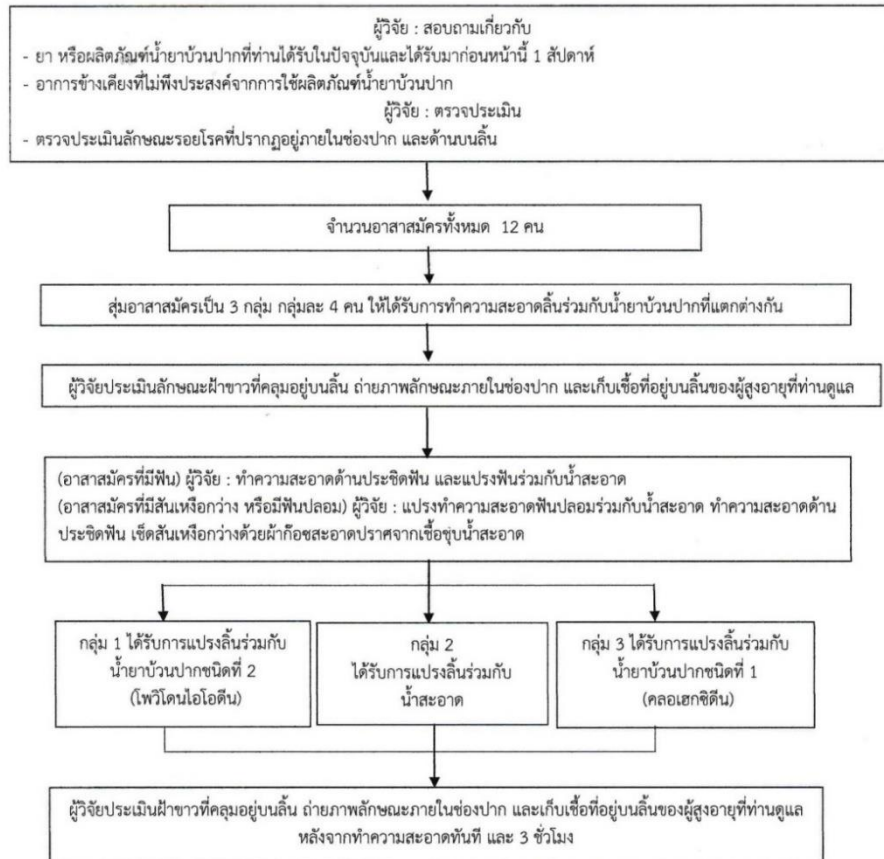 ผู้วิจัย : สอบถามเกี่ยวกับ
- ยา หรือผลิตภัณฑ์น้ำยาบ้วนปากที่ท่านได้รับในปัจจุบันและได้รับมาก่อนหน้านี้ 1 สัปดาห์
- อาการข้างเคียงที่ไม่พึงประสงค์จากการใช้ผลิตภัณฑ์น้ำยาบ้วนปาก
ผู้วิจัย : ตรวจประเมิน
- ตรวจประเมินลักษณะรอยโรคที่ปรากฏอยู่ภายในช่องปาก และด้านบนลิ้น
จำนวนอาสาสมัครทั้งหมด 12 คน
สุ่มอาสาสมัครเป็น 3 กลุ่ม กลุ่มละ 4 คน ให้ได้รับการทำความสะอาดลิ้นร่วมกับน้ำยาบ้วนปากที่แตกต่างกัน
ผู้วิจัยประเมินลักษณะฝ้าขาวที่คลุมอยู่บนลิ้น ถ่ายภาพลักษณะภายในช่องปาก และเก็บเชื้อที่อยู่บนลิ้นของผู้สูงอายุที่ท่านดูแล
(อาสาสมัครที่มีฟัน) ผู้วิจัย : ทำความสะอาดด้านประชิดฟัน และแปรงฟันร่วมกับน้ำสะอาด
(อาสาสมัครที่มีสันเหงือกว่าง หรือมีฟันปลอม) ผู้วิจัย : แปรงทำความสะอาดฟันปลอมร่วมกับน้ำสะอาด ทำความสะอาดด้าน
ประชิดฟัน เช็ดสันเหงือกว่างด้วยผ้าก๊อซสะอาดปราศจากเชื้อชุบน้ำสะอาด
กลุ่ม 1 ได้รับการแปรงลิ้นร่วมกับ
น้ำยาบ้วนปากชนิดที่ 2
(โพวิโดนไอโอดีน)
กลุ่ม 2
ได้รับการแปรงลิ้นร่วมกับ
น้ำสะอาด
กลุ่ม 3 ได้รับการแปรงลิ้นร่วมกับ
น้ำยาบ้วนปากชนิดที่ 1
(คลอเฮกซิดีน)
ผู้วิจัยประเมินฝ้าขาวที่คลุมอยู่บนลิ้น ถ่ายภาพลักษณะภายในช่องปาก และเก็บเชื้อที่อยู่บนลิ้นของผู้สูงอายุที่ท่านดูแล
หลังจากทำความสะอาดทันที และ 3 ชั่วโมง